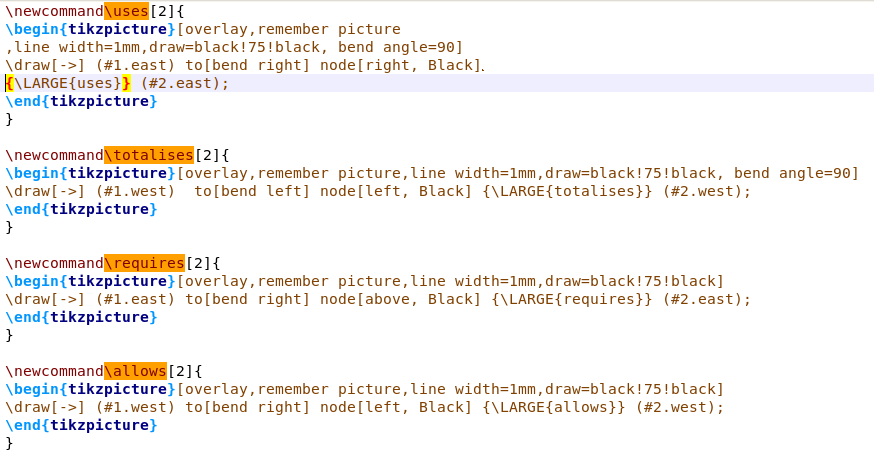 \newcommand\uses[2]{
\begin{tikzpicture}[overlay,remember picture
,line width=1mm,draw=black!75!black, bend angle=90]
\draw[->] (#1.east) to[bend right] node[right, Black]
{\LARGE{uses}} (#2.east);
\end{tikzpicture}
}

\newcommand\totalises[2]{
\begin{tikzpicture}[overlay,remember picture,line width=1mm,draw=black!75!black, bend angle=90]
\draw[->] (#1.west)  to[bend left] node[left, Black] {\LARGE{totalises}} (#2.west);
\end{tikzpicture}
}

\newcommand\requires[2]{
\begin{tikzpicture}[overlay,remember picture,line width=1mm,draw=black!75!black]
\draw[->] (#1.east) to[bend right] node[above, Black] {\LARGE{requires}} (#2.east);
\end{tikzpicture}
}

\newcommand\allows[2]{
\begin{tikzpicture}[overlay,remember picture,line width=1mm,draw=black!75!black]
\draw[->] (#1.west) to[bend right] node[left, Black] {\LARGE{allows}} (#2.west);
\end{tikzpicture}
}